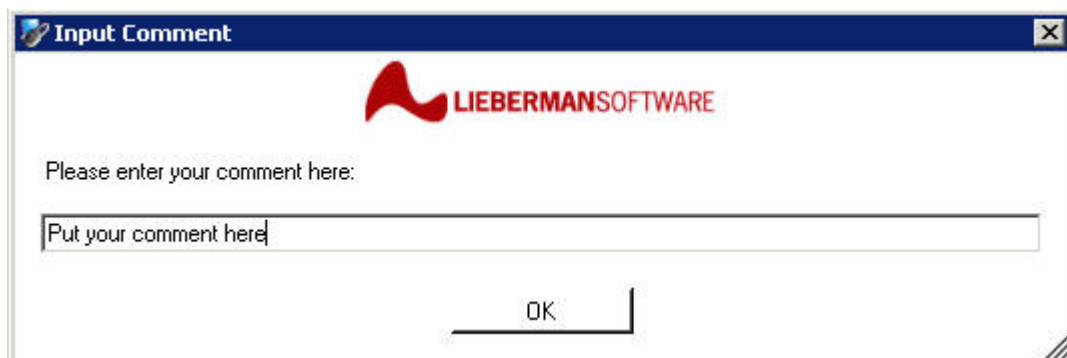 Input Comment
LIEBERMANSOFTWARE
Please enter your comment here:
Put your comment here
OK